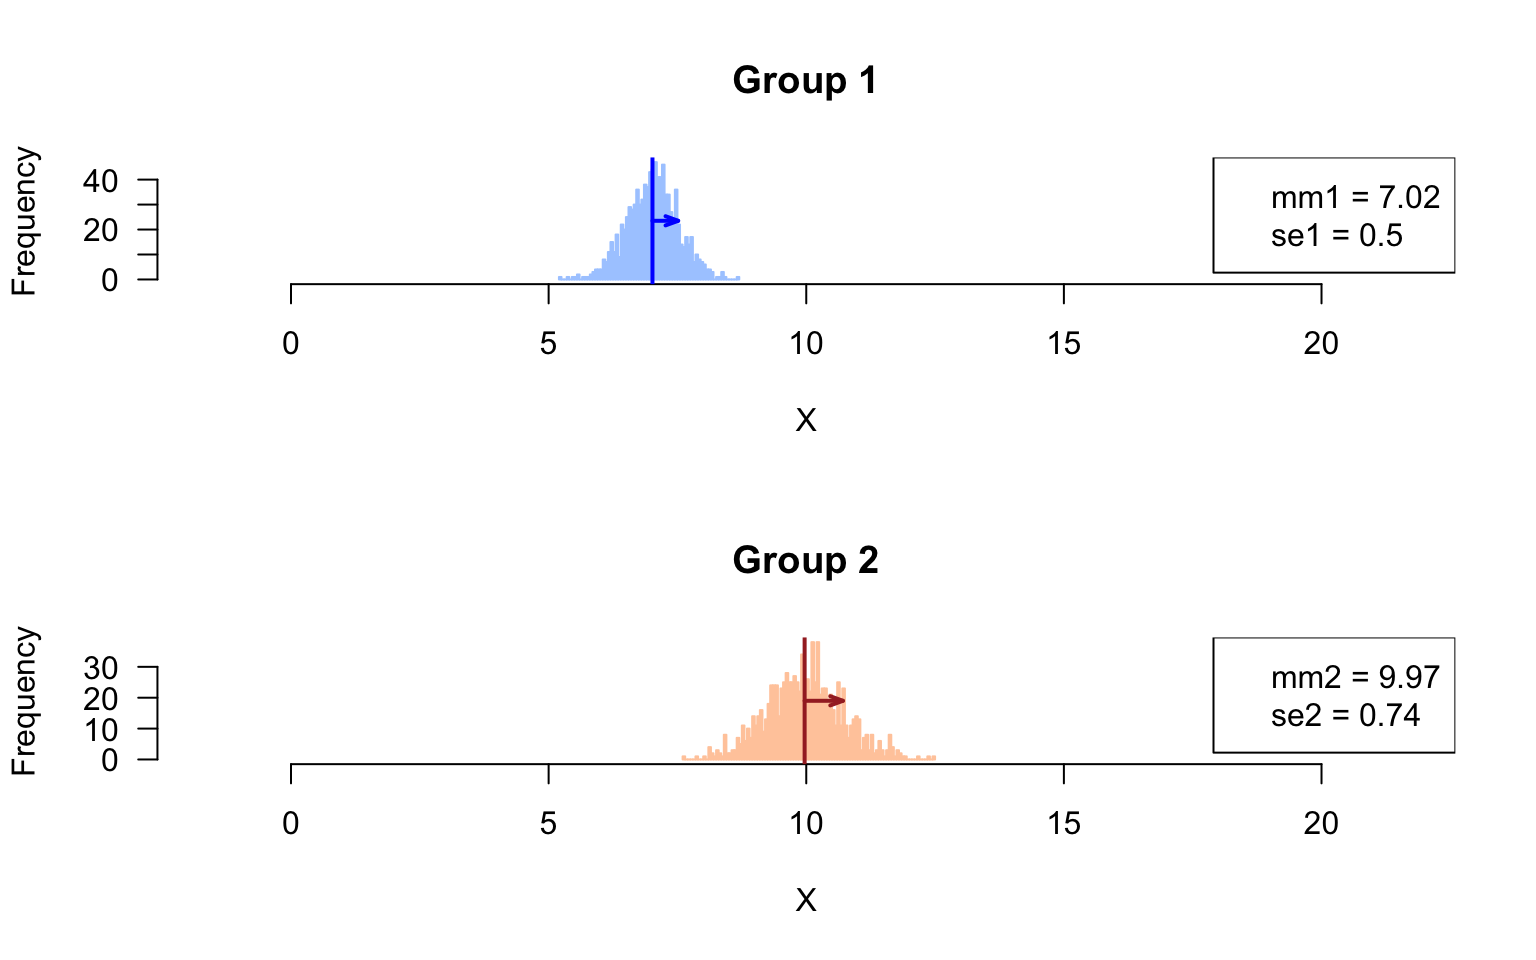 Group 1
Frequency
40
20
0
mm1 = 7.02
se1 = 0.5
0 5 10 15 20
X
Group 2
Frequency
30
20
10
0
mm2 = 9.97
se2 = 0.74
0 5 10 15 20
X